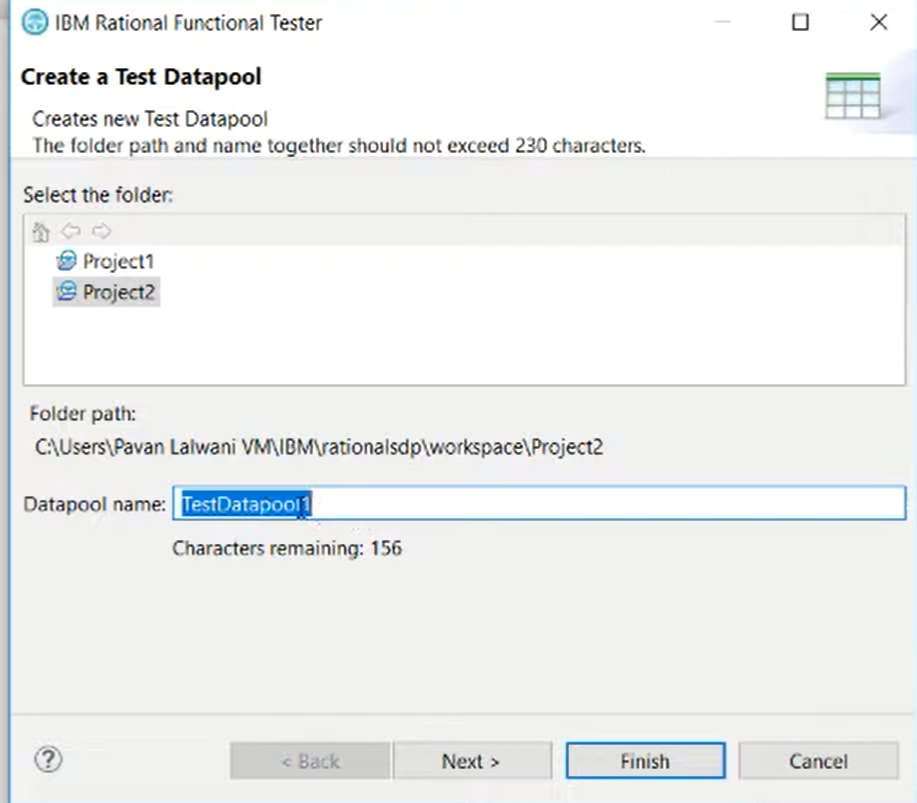 IBM Rational Functional Tester
Create a Test Datapool
Creates new Test Datapool
The folder path and name together should not exceed 230 characters.
Select the folder:
Project1
Project2
Folder path:
C:\Users\Pavan Lalwani VM\IBM\rationalsdp\workspace\Project2
Datapool name: TestDatapool1
Characters remaining: 156
? < Back Next > Finish Cancel